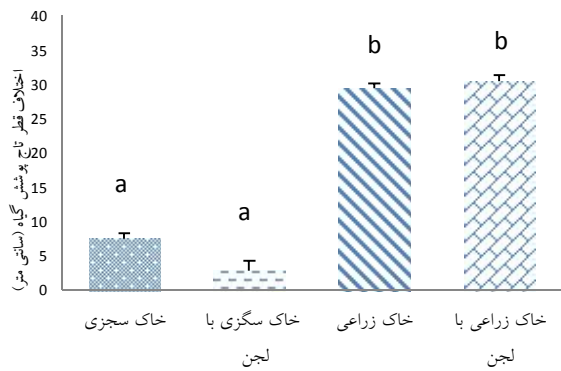 اختلاف قطر تاج پوشش گیاه (سانتی متر)
40
35
30
25
20
15
10
5
0
a
a
b
b
خاک سجزی
خاک سگزی با
لجن
خاک زراعی
خاک زراعی با
لجن